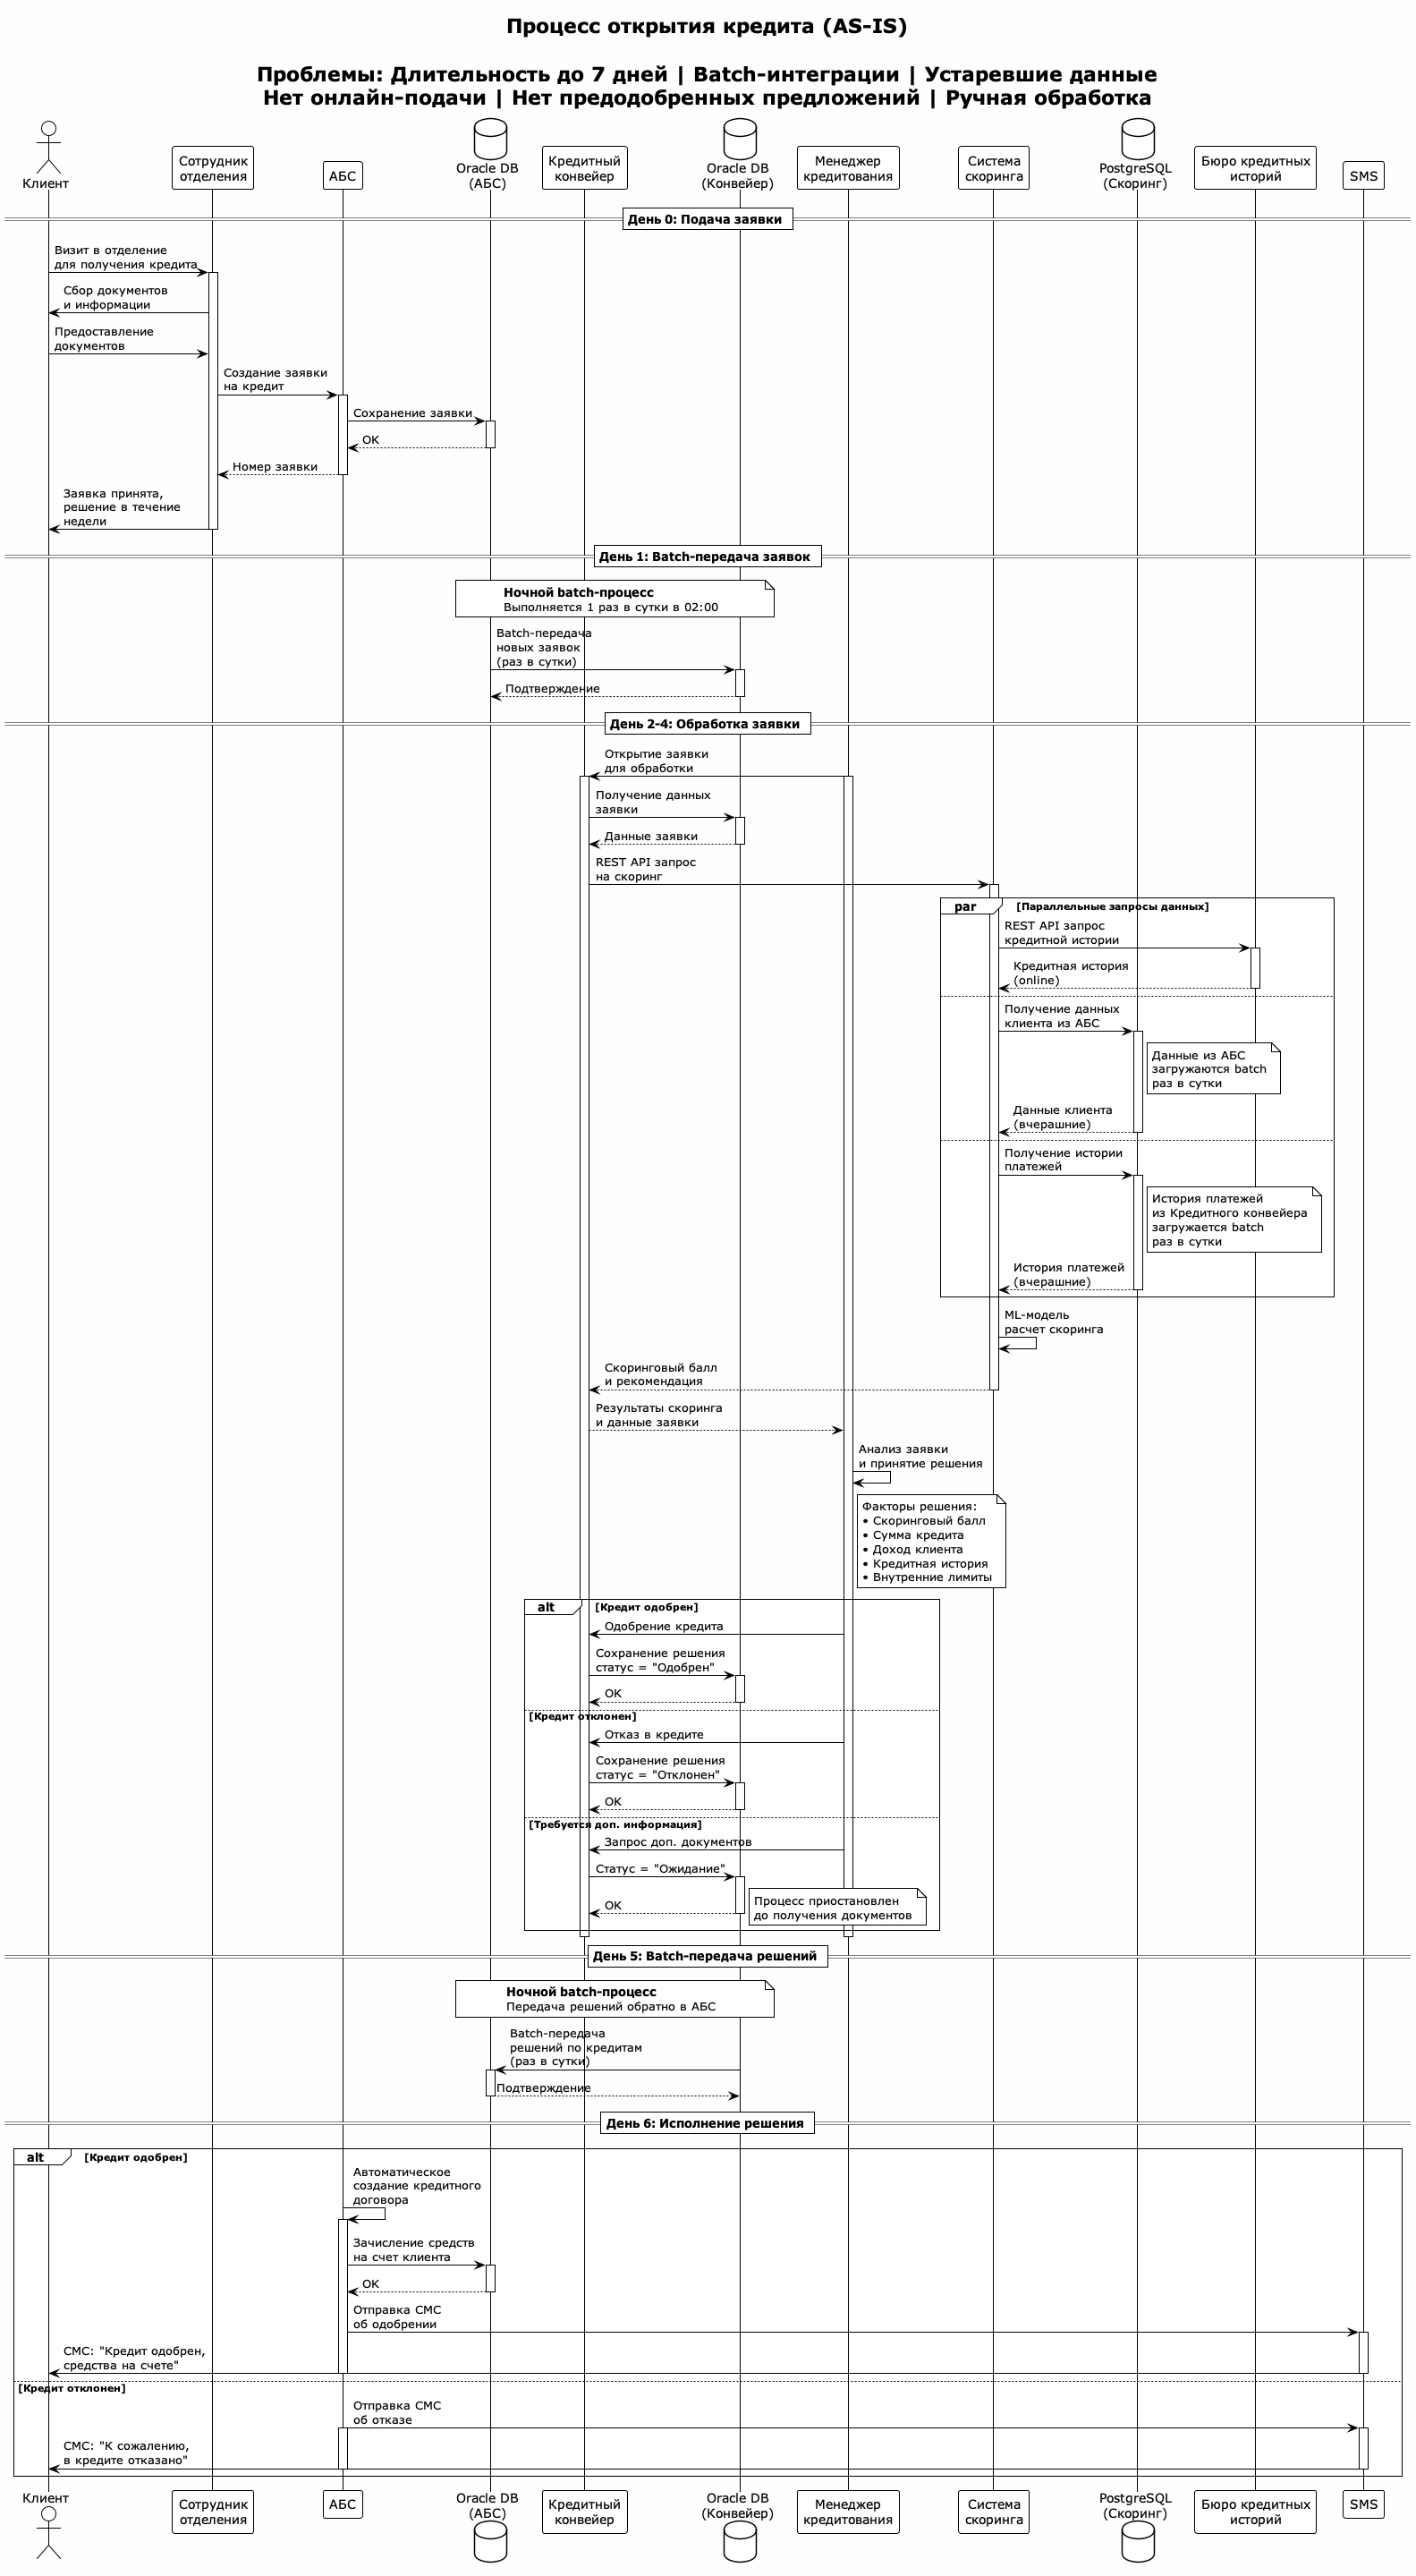 Процесс открытия кредита (AS-IS)
Проблемы: Длительность до 7 дней | Batch-интеграции | Устаревшие данные
Нет онлайн-подачи | Нет предодобренных предложений | Ручная обработка
Клиент
Сотрудник
отделения
АБС
Oracle DB
(АБС)
Кредитный
конвейер
Oracle DB
(Конвейер)
Менеджер
кредитования
Система
скоринга
PostgreSQL
(Скоринг)
Бюро кредитных
историй
SMS
День 0: Подача заявки
Визит в отделение
для получения кредита
Сбор документов
и информации
Предоставление
документов
Создание заявки
на кредит
Сохранение заявки
OK
Номер заявки
Заявка принята,
решение в течение
недели
День 1: Batch-передача заявок
Ночной batch-процесс
Выполняется 1 раз в сутки в 02:00
Batch-передача
новых заявок
(раз в сутки)
Подтверждение
День 2-4: Обработка заявки
Открытие заявки
для обработки
Получение данных
заявки
Данные заявки
REST API запрос
на скоринг
par
[Параллельные запросы данных]
REST API запрос
кредитной истории
Кредитная история
(online)
Получение данных
клиента из АБС
Данные из АБС
загружаются batch
раз в сутки
Данные клиента
(вчерашние)
Получение истории
платежей
История платежей
из Кредитного конвейера
загружается batch
раз в сутки
История платежей
(вчерашние)
ML-модель
расчет скоринга
Скоринговый балл
и рекомендация
Результаты скоринга
и данные заявки
Анализ заявки
и принятие решения
Факторы решения:
• Скоринговый балл
• Сумма кредита
• Доход клиента
• Кредитная история
• Внутренние лимиты
alt
[Кредит одобрен]
Одобрение кредита
Сохранение решения
статус = "Одобрен"
OK
[Кредит отклонен]
Отказ в кредите
Сохранение решения
статус = "Отклонен"
OK
[Требуется доп. информация]
Запрос доп. документов
Статус = "Ожидание"
Процесс приостановлен
до получения документов
OK
День 5: Batch-передача решений
Ночной batch-процесс
Передача решений обратно в АБС
Batch-передача
решений по кредитам
(раз в сутки)
Подтверждение
День 6: Исполнение решения
alt
[Кредит одобрен]
Автоматическое
создание кредитного
договора
Зачисление средств
на счет клиента
OK
Отправка СМС
об одобрении
СМС: "Кредит одобрен,
средства на счете"
[Кредит отклонен]
Отправка СМС
об отказе
СМС: "К сожалению,
в кредите отказано"
Клиент
Сотрудник
отделения
АБС
Oracle DB
(АБС)
Кредитный
конвейер
Oracle DB
(Конвейер)
Менеджер
кредитования
Система
скоринга
PostgreSQL
(Скоринг)
Бюро кредитных
историй
SMS